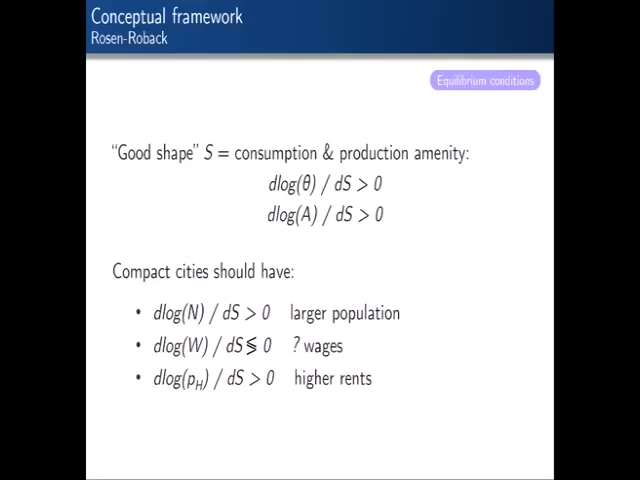 Conceptual framework
Rosen-Roback
Equilibrium conditions
“Good shape” S = consumption & production amenity:
dlog(θ) / dS > 0
dlog(A) / dS > 0
Compact cities should have:
• dlog(N) / dS > 0 larger population
• dlog(W) / dS ≶ 0 ? wages
• dlog(p_H) / dS > 0 higher rents